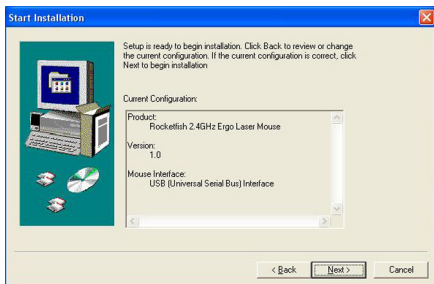 Start Installation
Setup is ready to begin installation. Click Back to review or change
the current configuration. If the current configuration is correct, click
Next to begin installation
Current Configuration:
Product:
Rocketfish 2.4GHz Ergo Laser Mouse
Version:
1.0
Mouse Interface:
USB (Universal Serial Bus) Interface
< Back
Next >
Cancel